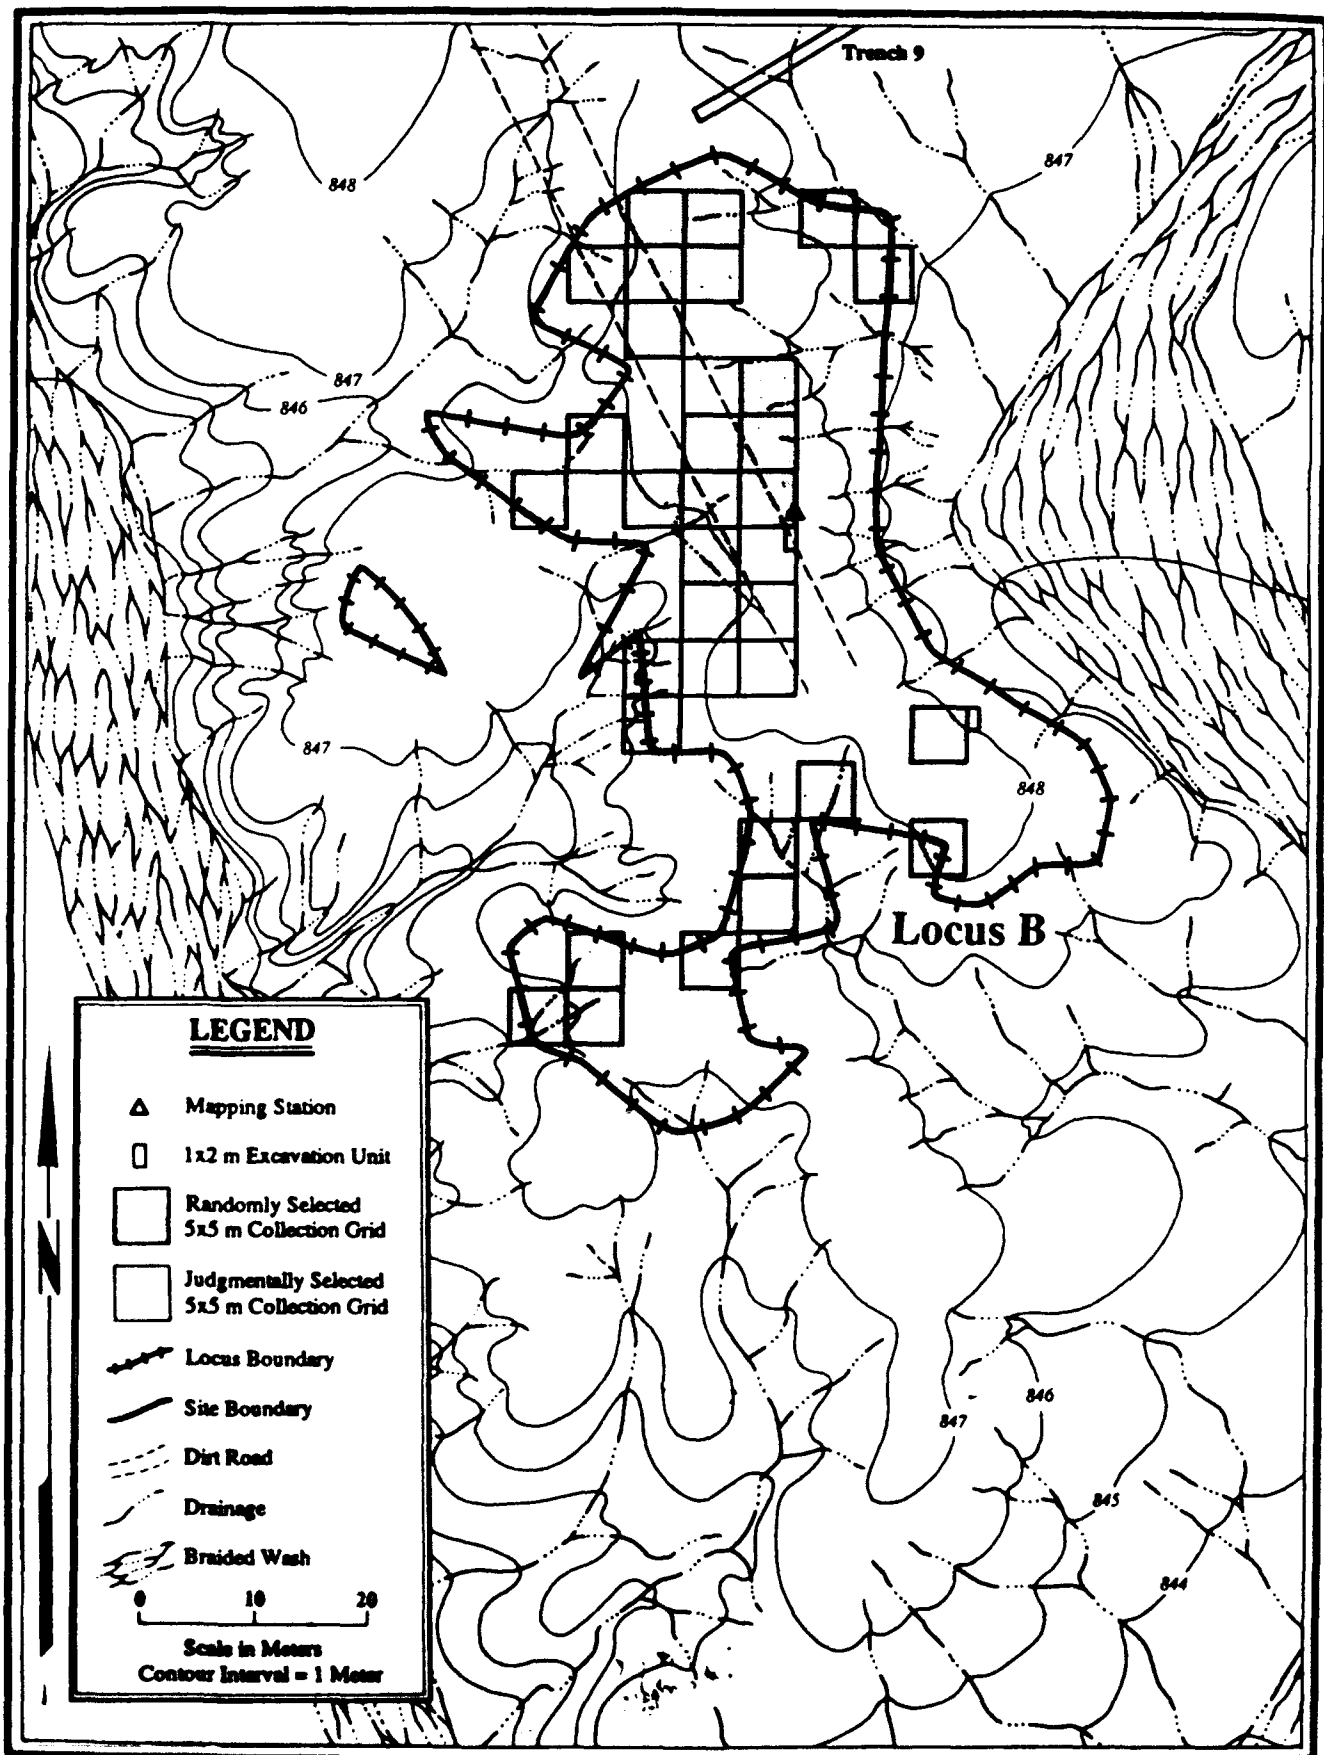 Trench 9
847
848
847
846
847
848
Locus B
LEGEND
Mapping Station
1x2 m Excavation Unit
Randomly Selected
5x5 m Collection Grid
Judgmentally Selected
5x5 m Collection Grid
Locus Boundary
Site Boundary
Dirt Road
Drainage
Braided Wash
0 10 20
Scale in Meters
Contour Interval = 1 Meter
N
846
847
845
844